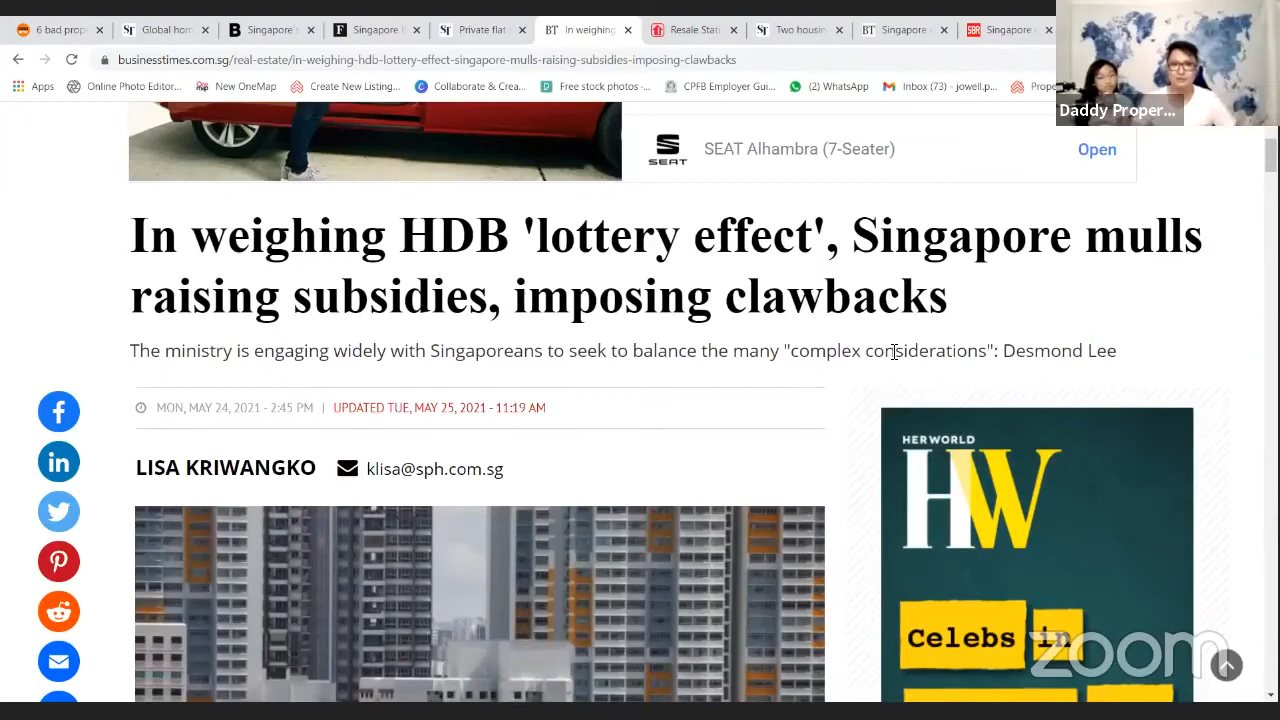 6 bad prop
Global ho
Singapore's
Singapore
Private flat
BT In weighing
Resale Stat
Two housin
BT Singapore
SBR Singapore
businesstimes.com.sg/real-estate/in-weighing-hdb-lottery-effect-singapore-mulls-raising-subsidies-imposing-clawbacks
Apps
Online Photo Editor...
New OneMap
Create New Listing...
Collaborate & Crea...
Free stock photos...
CPFB Employer Gui...
(2) WhatsApp
Inbox (73) - jowell.p...
Daddy Proper...
SEAT
SEAT Alhambra (7-Seater)
Open
In weighing HDB 'lottery effect', Singapore mulls
raising subsidies, imposing clawbacks
The ministry is engaging widely with Singaporeans to seek to balance the many "complex considerations": Desmond Lee
MON, MAY 24, 2021 - 2:45 PM | UPDATED TUE, MAY 25, 2021 - 11:19 AM
LISA KRIWANGKO klisa@sph.com.sg
HERWORLD
HW
Celebs in
zoom